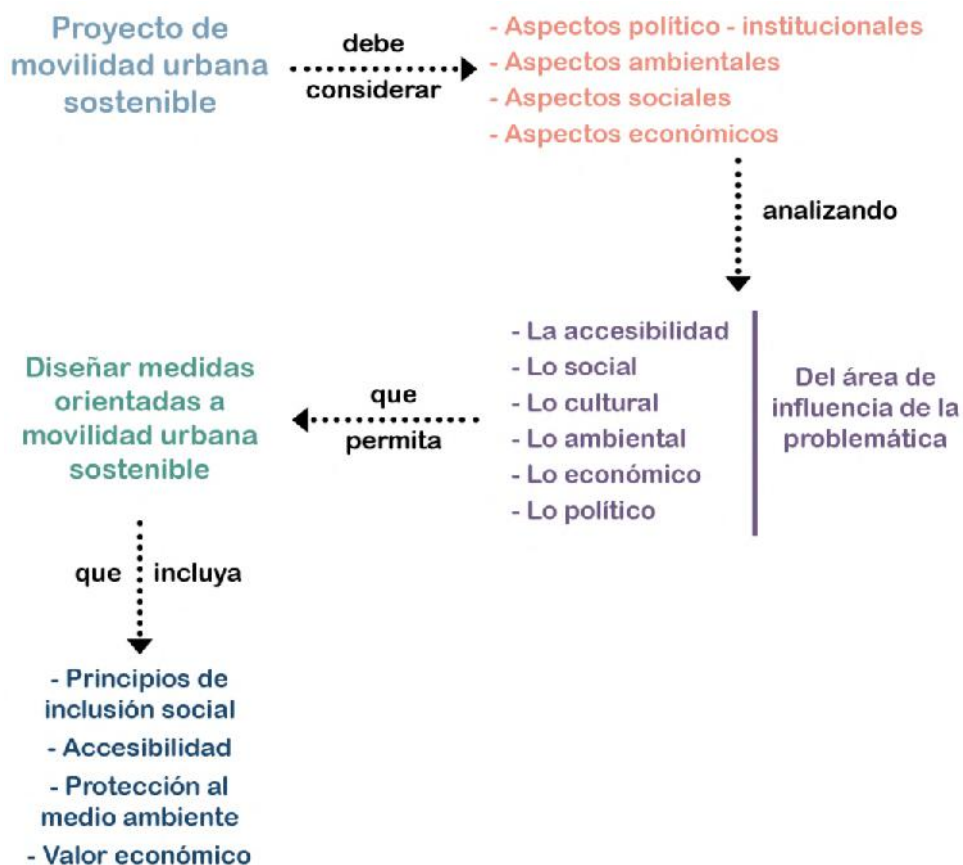 Proyecto de
movilidad urbana
sostenible
debe
considerar
- Aspectos político - institucionales
- Aspectos ambientales
- Aspectos sociales
- Aspectos económicos
analizando
- La accesibilidad
- Lo social
- Lo cultural
- Lo ambiental
- Lo económico
- Lo político
Del área de
influencia de la
problemática
que
permita
Diseñar medidas
orientadas a
movilidad urbana
sostenible
que incluya
- Principios de
inclusión social
- Accesibilidad
- Protección al
medio ambiente
- Valor económico